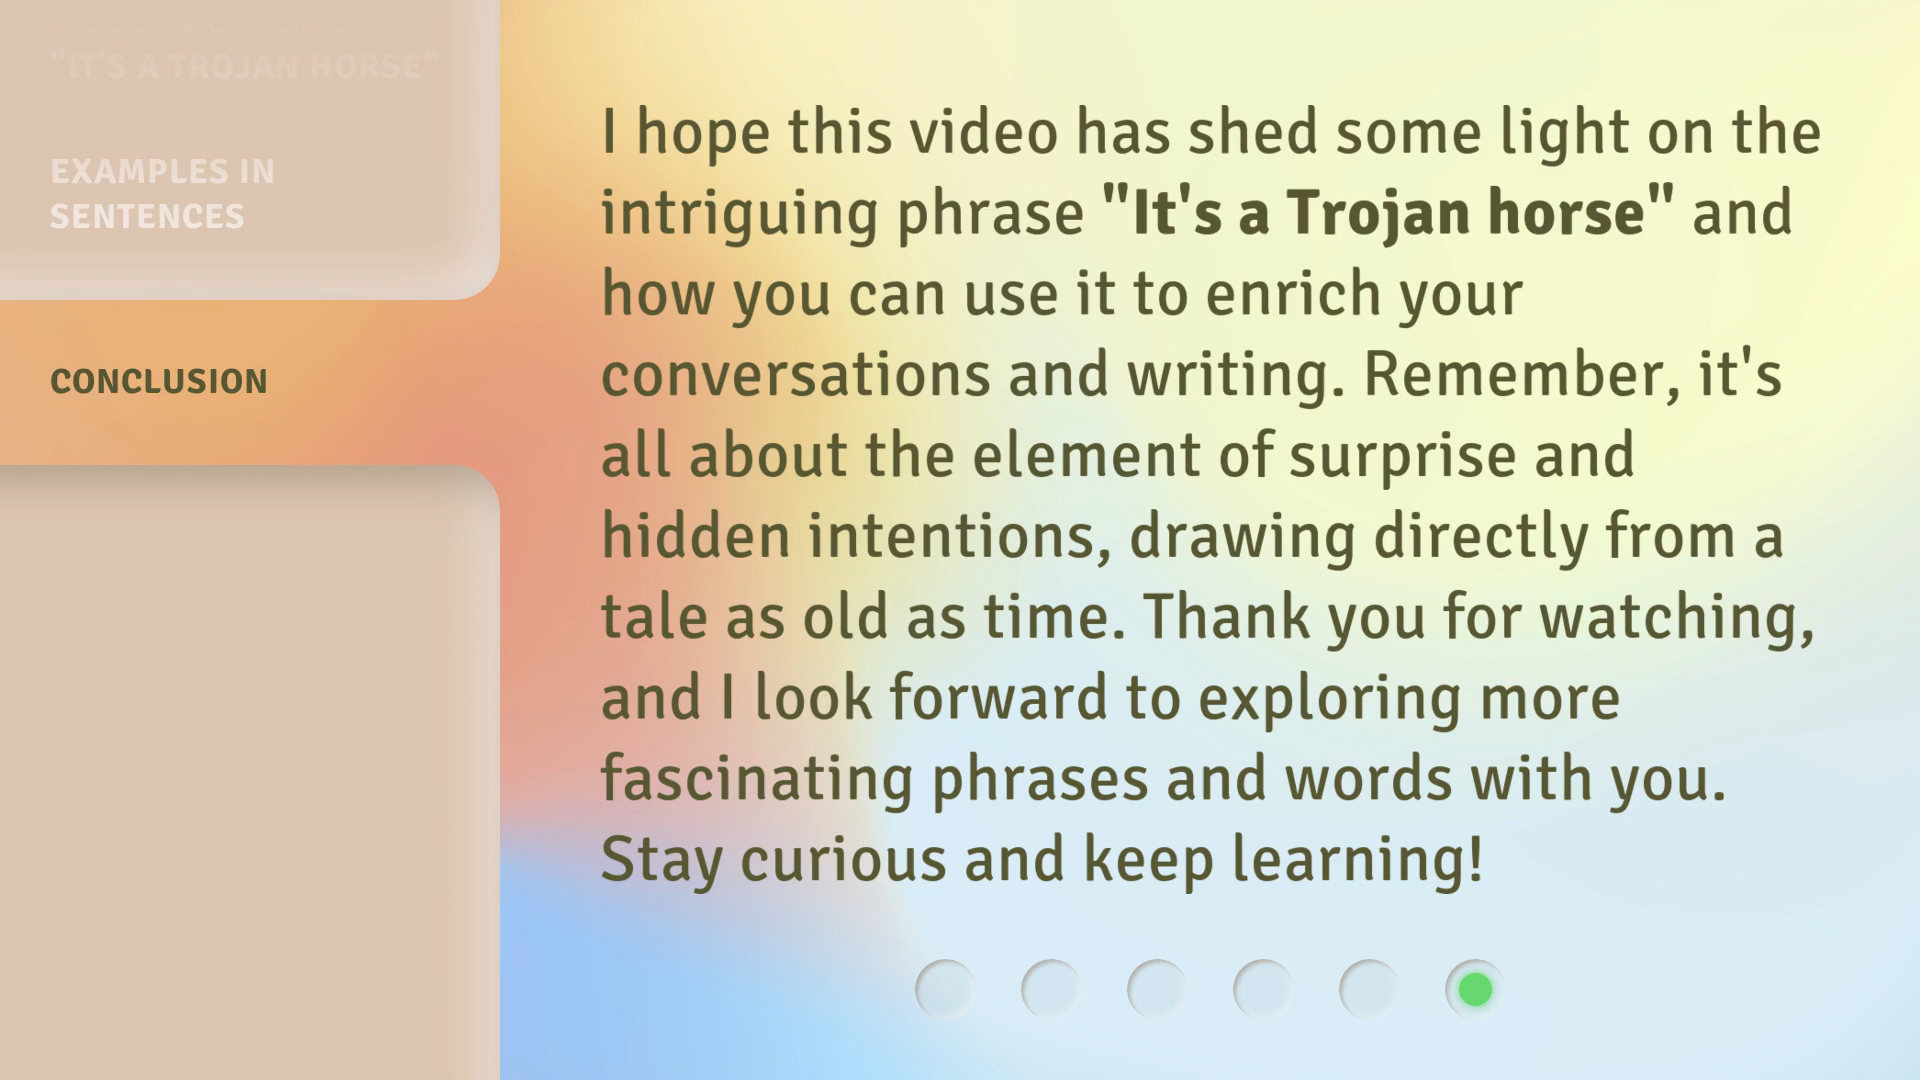 "IT'S A TROJAN HORSE"
EXAMPLES IN
SENTENCES
CONCLUSION
I hope this video has shed some light on the
intriguing phrase "It's a Trojan horse" and
how you can use it to enrich your
conversations and writing. Remember, it's
all about the element of surprise and
hidden intentions, drawing directly from a
tale as old as time. Thank you for watching,
and I look forward to exploring more
fascinating phrases and words with you.
Stay curious and keep learning!